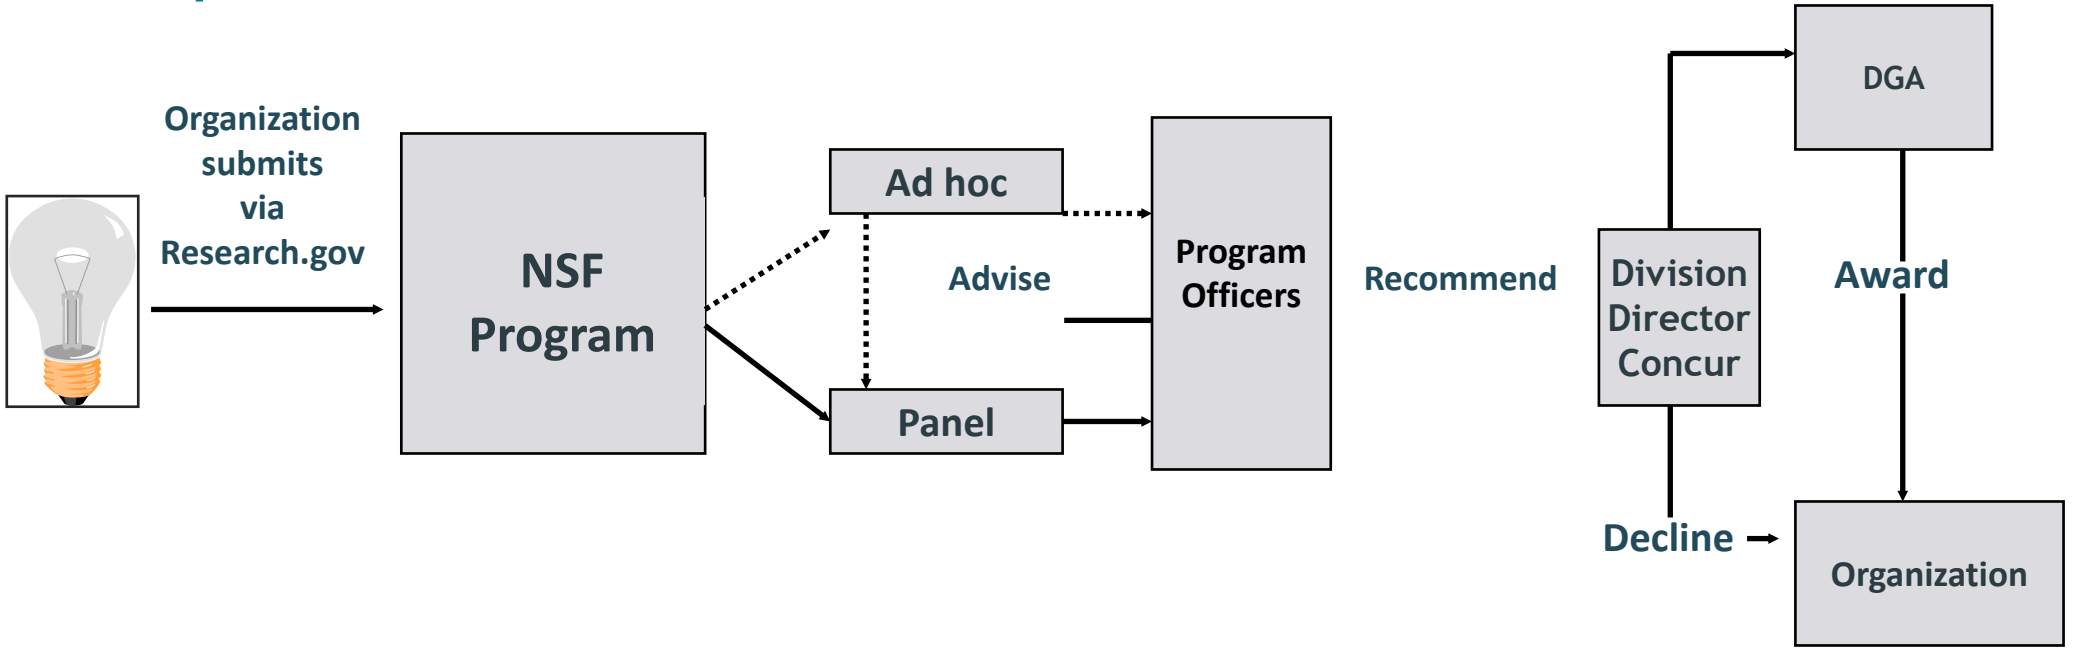 Organization
submits
via
Research.gov
NSF
Program
Ad hoc
Advise
Panel
Program
Officers
Recommend
Division
Director
Concur
DGA
Award
Decline
Organization